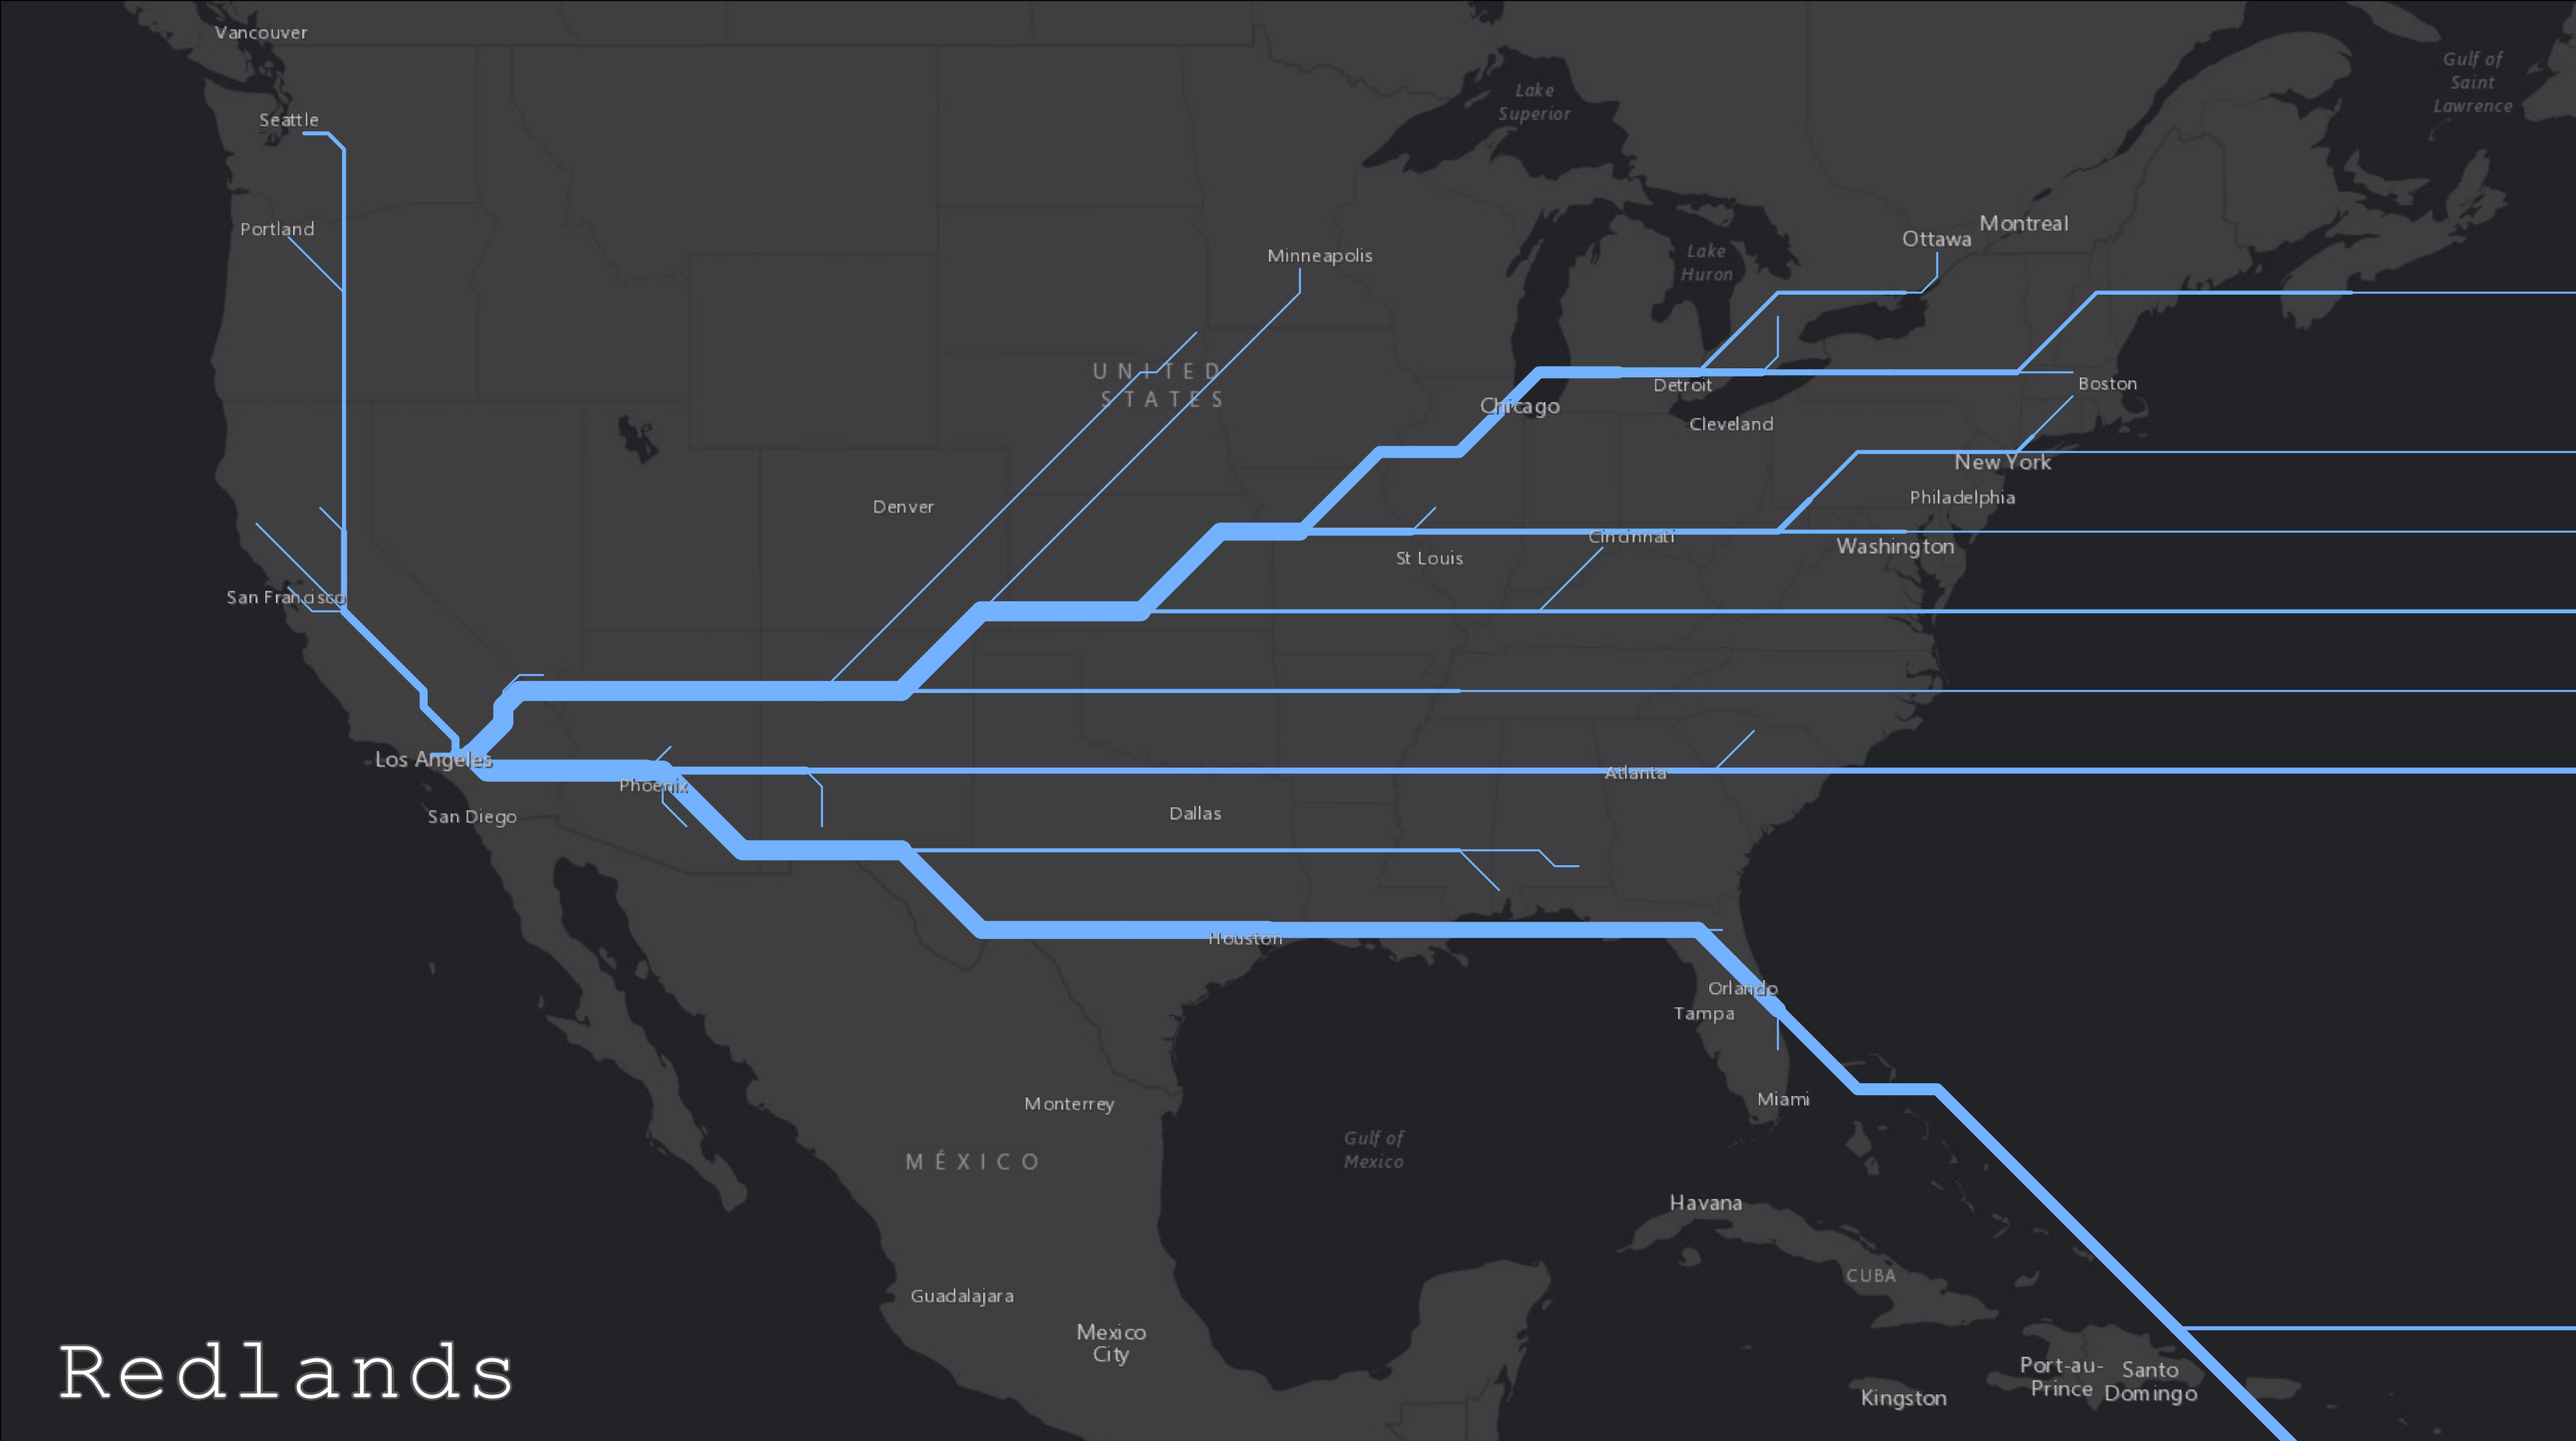 Vancouver
Gulf of
Saint
Lawrence
Lake
Superior
Seattle
Portland
Montreal
Ottawa
Minneapolis
Lake
Huron
UNITED
STATES
Detroit
Boston
Chicago
Cleveland
New York
Philadelphia
Denver
Cincinnati
Washington
St Louis
San Francisco
Los Angeles
Phoenix
Atlanta
San Diego
Dallas
Houston
Orlando
Tampa
Monterrey
Miami
Gulf of
Mexico
MÉXICO
Havana
CUBA
Guadalajara
Mexico
City
Port-au-
Prince
Santo
Domingo
Kingston
Redlands